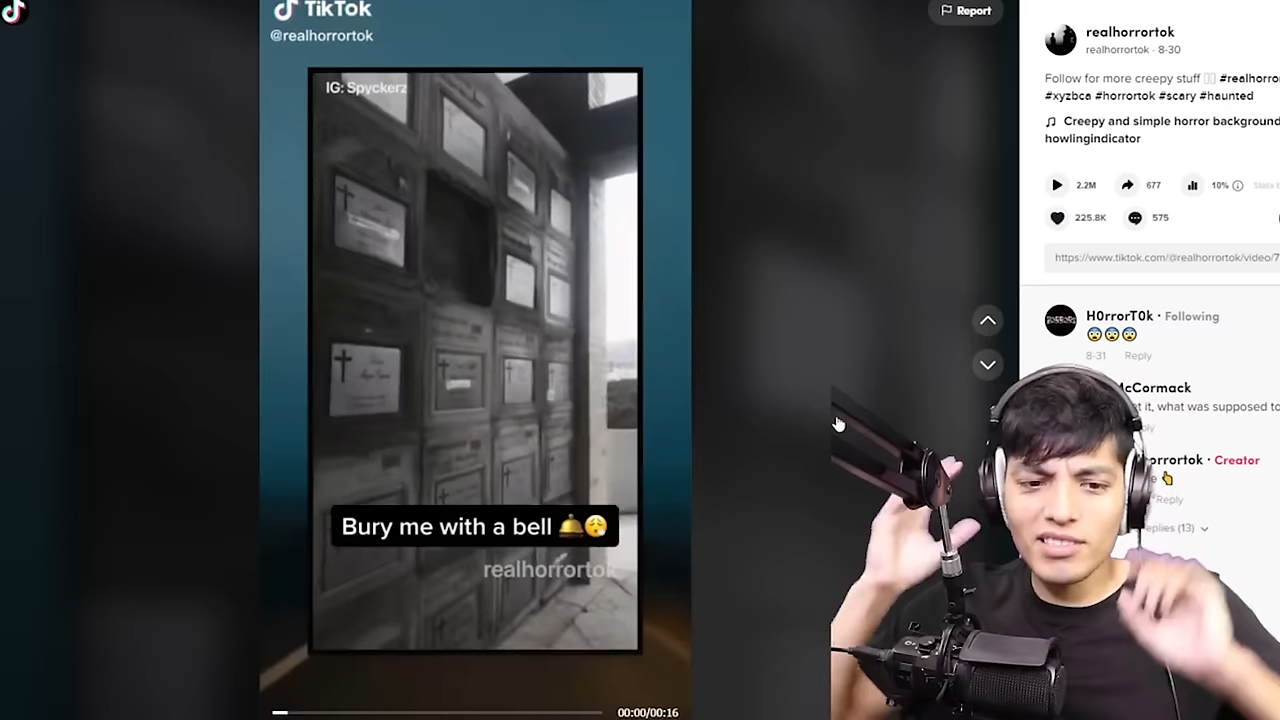 TikTok
@realhorrortok
IG: Spyckerz
Bury me with a bell 🛎️😮‍💨
realhorrortok
00:00/00:16
Report
realhorrortok
realhorrortok · 8-30
Follow for more creepy stuff
#xyzbca #horrortok #scary #haunted
Creepy and simple horror background
howlingindicator
2.2M
677
10%
225.8K
575
https://www.tiktok.com/@realhorrortok/video/7
H0rrorT0k · Following
😨😨😨
8-31 Reply
McCormack
what was supposed to
Creator
👆
Reply
(13)